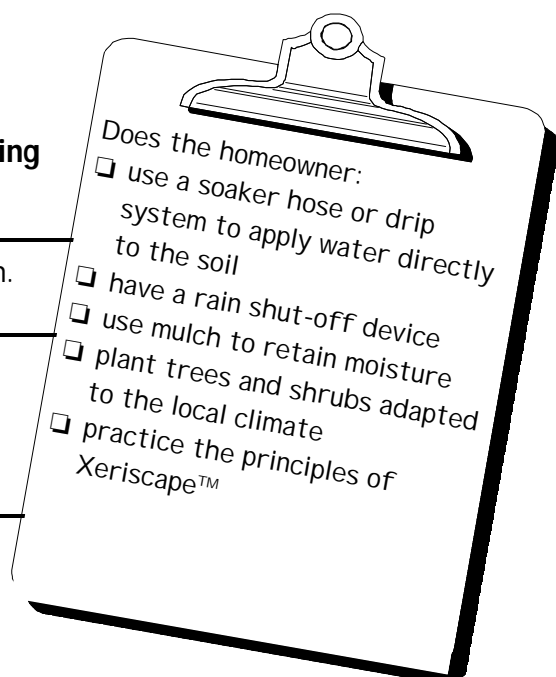 ing
n.
Does the homeowner:
❑ use a soaker hose or drip
system to apply water directly
to the soil
❑ have a rain shut-off device
❑ use mulch to retain moisture
❑ plant trees and shrubs adapted
to the local climate
❑ practice the principles of
Xeriscape™